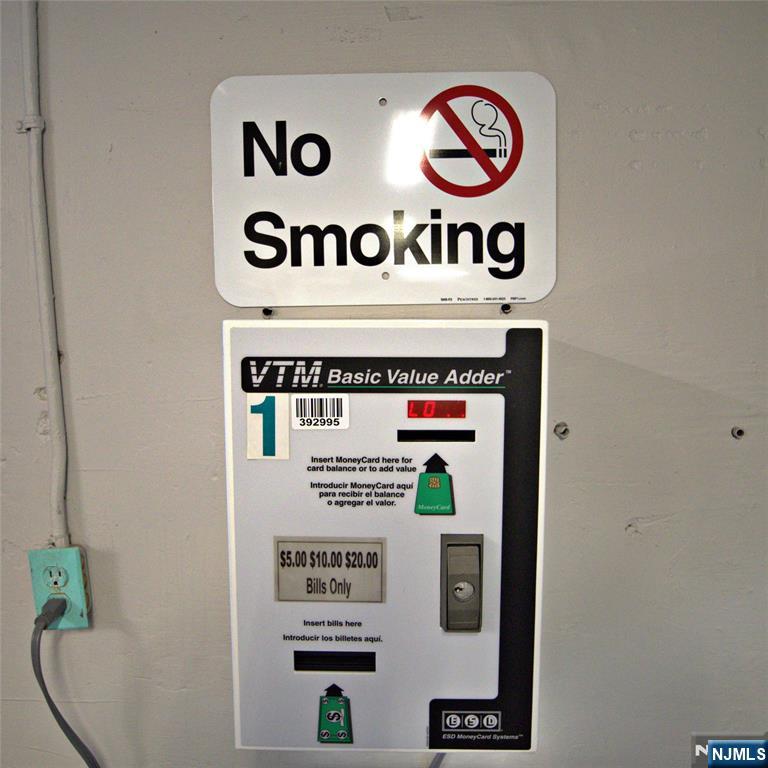 No
Smoking
VTM Basic Value Adder™
1
392995
LO
Insert MoneyCard here for
card balance or to add value
Introducir MoneyCard aquí
para recibir el balance
o agregar el valor.
MoneyCard
$5.00 $10.00 $20.00
Bills Only
Insert bills here
Introducir los billetes aquí.
$
$ $
ESD
ESD MoneyCard Systems™
NJMLS